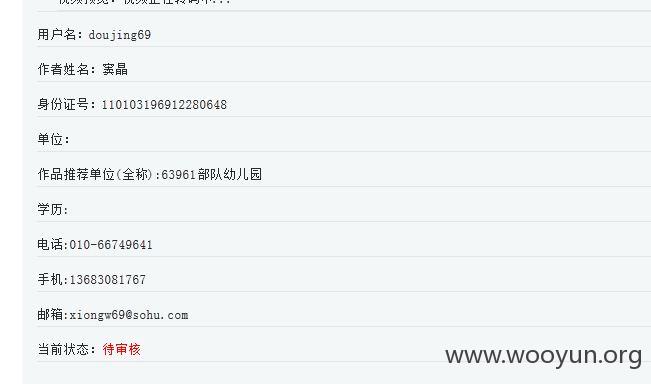 用户名: doujing69
作者姓名: 窦晶
身份证号: 110103196912280648
单位:
作品推荐单位(全称):63961部队幼儿园
学历:
电话:010-66749641
手机:13683081767
邮箱:xiongw69@sohu.com
当前状态: 待审核
www.wooyun.org